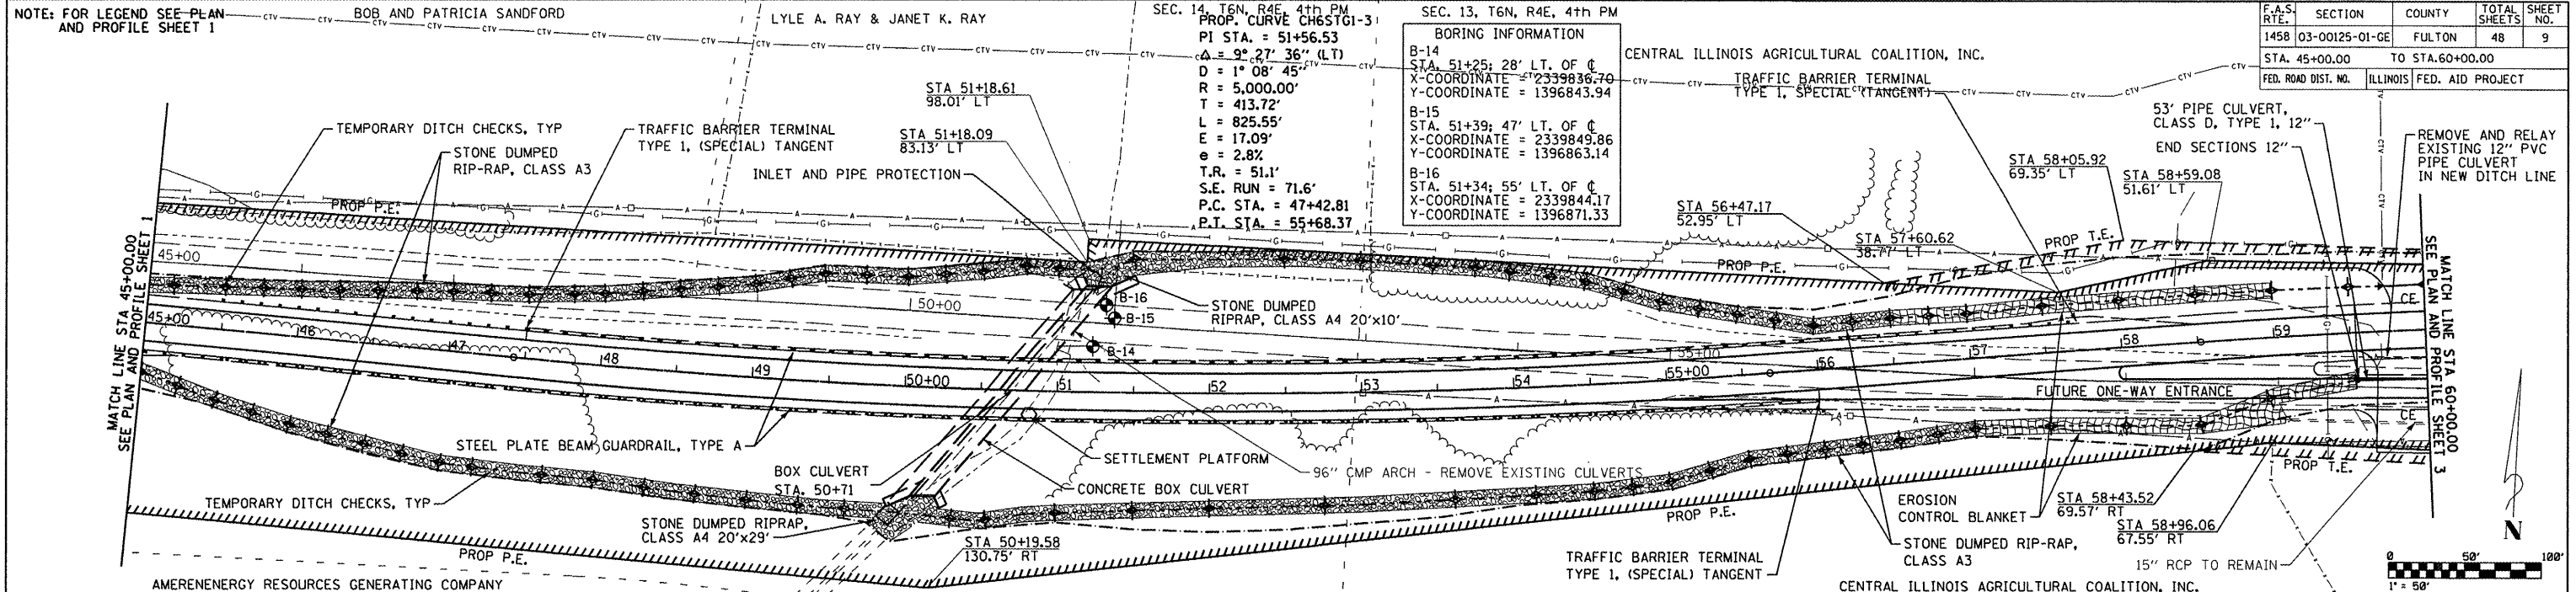 NOTE: FOR LEGEND SEE PLAN
AND PROFILE SHEET 1
BOB AND PATRICIA SANDFORD
LYLE A. RAY & JANET K. RAY
SEC. 14, T6N, R4E, 4th PM
PROP. CURVE CH6STG1-3
PI STA. = 51+56.53
Δ = 9° 27' 36" (LT)
D = 1° 08' 45"
R = 5,000.00'
T = 413.72'
L = 825.55'
E = 17.09'
e = 2.8%
T.R. = 51.1'
S.E. RUN = 71.6'
P.C. STA. = 47+42.81
P.T. STA. = 55+68.37
SEC. 13, T6N, R4E, 4th PM
BORING INFORMATION
B-14
STA. 51+25; 28' LT. OF ℄
X-COORDINATE = 2339836.70
Y-COORDINATE = 1396843.94
B-15
STA. 51+39; 47' LT. OF ℄
X-COORDINATE = 2339849.86
Y-COORDINATE = 1396863.14
B-16
STA. 51+34; 55' LT. OF ℄
X-COORDINATE = 2339844.17
Y-COORDINATE = 1396871.33
CENTRAL ILLINOIS AGRICULTURAL COALITION, INC.
TRAFFIC BARRIER TERMINAL
TYPE 1, SPECIAL (TANGENT)
F.A.S. RTE. SECTION COUNTY TOTAL SHEETS SHEET NO.
1458 03-00125-01-GE FULTON 48 9
STA. 45+00.00 TO STA.60+00.00
FED. ROAD DIST. NO. ILLINOIS FED. AID PROJECT
53' PIPE CULVERT,
CLASS D, TYPE 1, 12"
END SECTIONS 12"
REMOVE AND RELAY
EXISTING 12" PVC
PIPE CULVERT
IN NEW DITCH LINE
STA 51+18.61
98.01' LT
STA 51+18.09
83.13' LT
INLET AND PIPE PROTECTION
TEMPORARY DITCH CHECKS, TYP
STONE DUMPED
RIP-RAP, CLASS A3
TRAFFIC BARRIER TERMINAL
TYPE 1, (SPECIAL) TANGENT
STA 58+05.92
69.35' LT
STA 58+59.08
51.61' LT
STA 56+47.17
52.95' LT
STA 57+60.62
38.77' LT
PROP P.E.
PROP T.E.
PROP P.E.
MATCH LINE STA 45+00.00
SEE PLAN AND PROFILE SHEET 1
45+00
50+00
55+00
45+00
46
47
48
49
50+00
51
52
53
54
55+00
56
57
58
59
B-16
B-15
B-14
STONE DUMPED
RIPRAP, CLASS A4 20'x10'
CE
FUTURE ONE-WAY ENTRANCE
CE
MATCH LINE STA 60+00.00
SEE PLAN AND PROFILE SHEET 3
STEEL PLATE BEAM GUARDRAIL, TYPE A
BOX CULVERT
STA. 50+71
SETTLEMENT PLATFORM
96" CMP ARCH - REMOVE EXISTING CULVERTS
CONCRETE BOX CULVERT
TEMPORARY DITCH CHECKS, TYP
STONE DUMPED RIPRAP,
CLASS A4 20'x29'
STA 50+19.58
130.75' RT
PROP P.E.
PROP P.E.
EROSION
CONTROL BLANKET
STA 58+43.52
69.57' RT
STA 58+96.06
67.55' RT
PROP T.E.
STONE DUMPED RIP-RAP,
CLASS A3
TRAFFIC BARRIER TERMINAL
TYPE 1, (SPECIAL) TANGENT
15" RCP TO REMAIN
AMERENENERGY RESOURCES GENERATING COMPANY
CENTRAL ILLINOIS AGRICULTURAL COALITION, INC.
N
0 50' 100'
1" = 50'